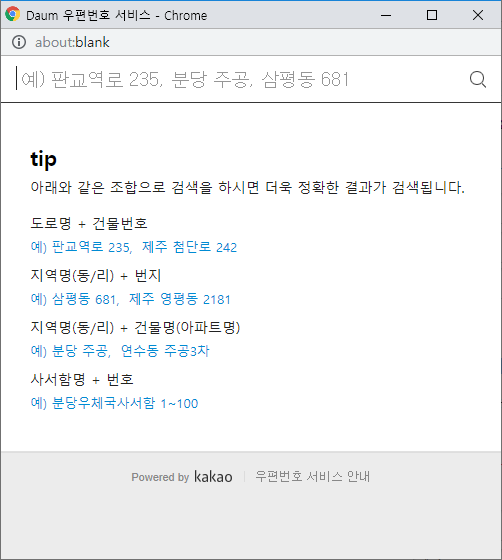 Daum 우편번호 서비스 - Chrome
about:blank
예) 판교역로 235, 분당 주공, 삼평동 681
tip
아래와 같은 조합으로 검색을 하시면 더욱 정확한 결과가 검색됩니다.
도로명 + 건물번호
예) 판교역로 235, 제주 첨단로 242
지역명(동/리) + 번지
예) 삼평동 681, 제주 영평동 2181
지역명(동/리) + 건물명(아파트명)
예) 분당 주공, 연수동 주공3차
사서함명 + 번호
예) 분당우체국사서함 1~100
Powered by kakao 우편번호 서비스 안내